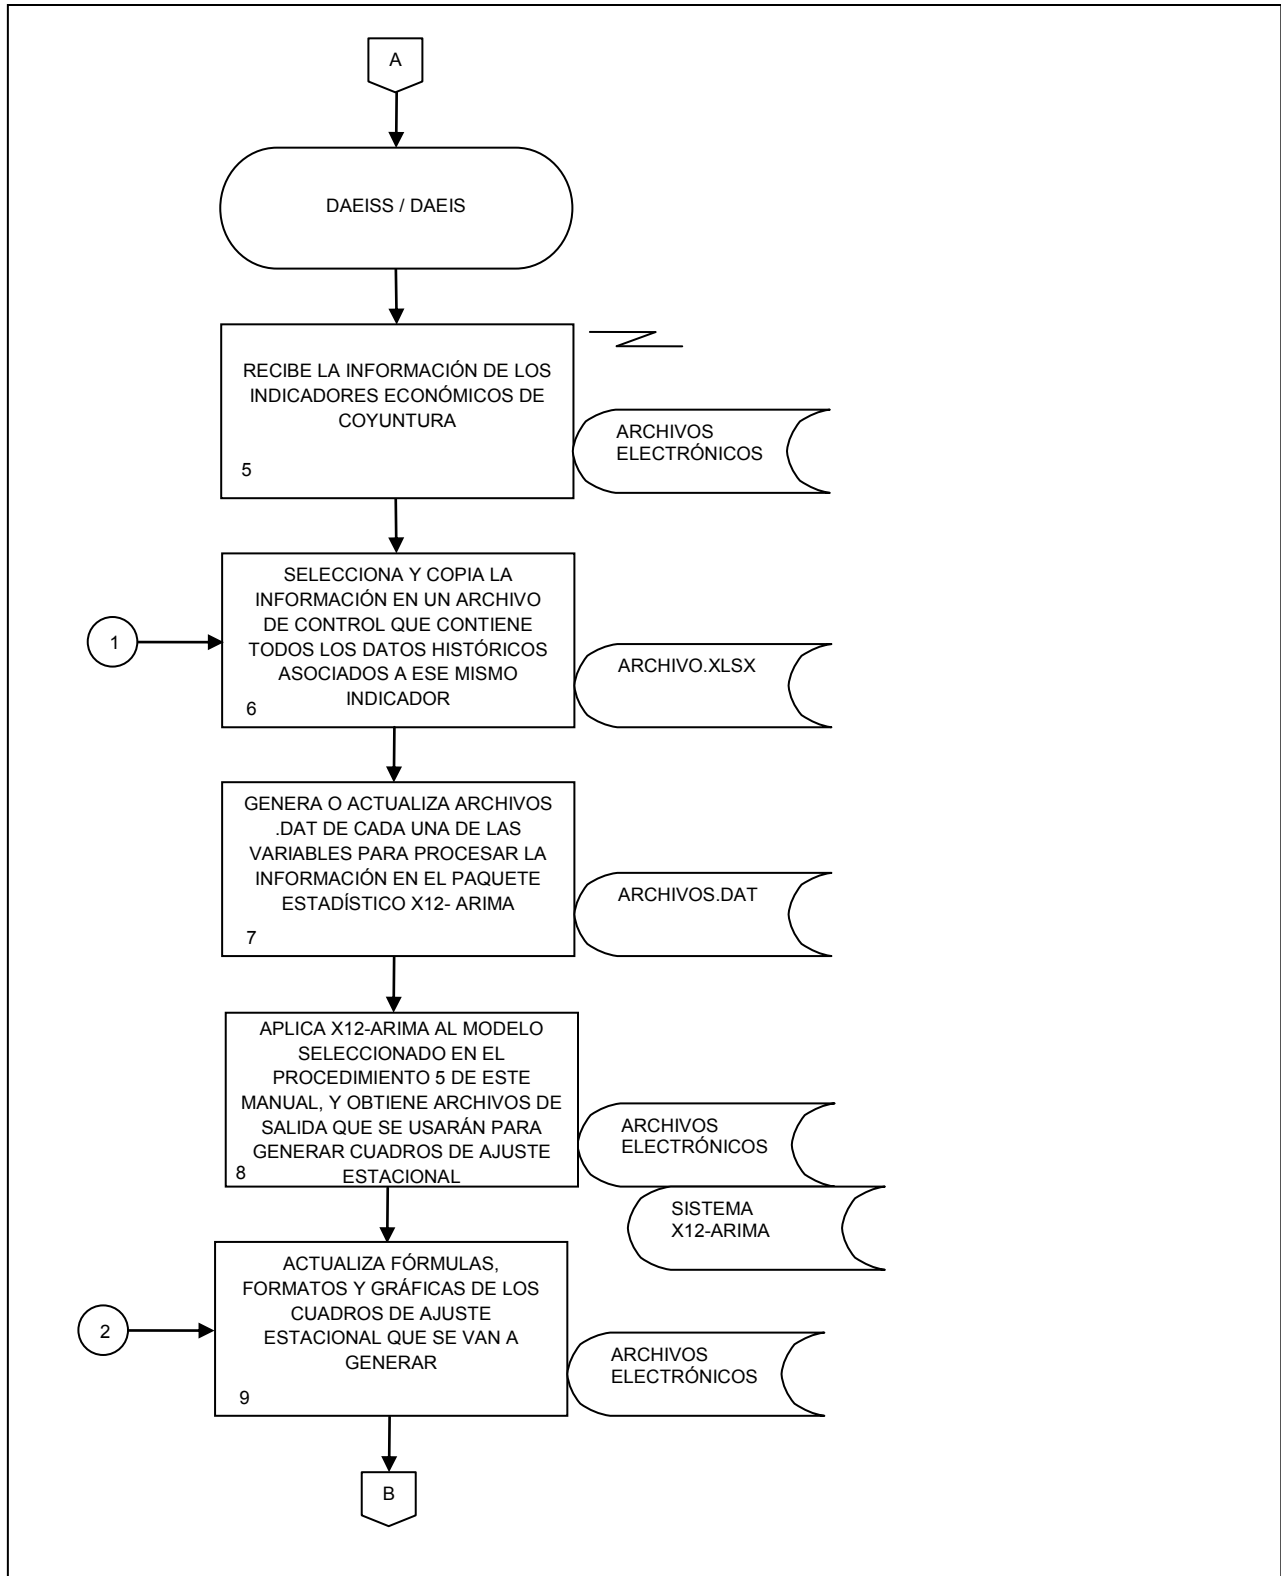 A
DAEISS / DAEIS
RECIBE LA INFORMACIÓN DE LOS
INDICADORES ECONÓMICOS DE
COYUNTURA
5
ARCHIVOS
ELECTRÓNICOS
1
SELECCIONA Y COPIA LA
INFORMACIÓN EN UN ARCHIVO
DE CONTROL QUE CONTIENE
TODOS LOS DATOS HISTÓRICOS
ASOCIADOS A ESE MISMO
INDICADOR
6
ARCHIVO.XLSX
GENERA O ACTUALIZA ARCHIVOS
.DAT DE CADA UNA DE LAS
VARIABLES PARA PROCESAR LA
INFORMACIÓN EN EL PAQUETE
ESTADÍSTICO X12- ARIMA
7
ARCHIVOS.DAT
APLICA X12-ARIMA AL MODELO
SELECCIONADO EN EL
PROCEDIMIENTO 5 DE ESTE
MANUAL, Y OBTIENE ARCHIVOS DE
SALIDA QUE SE USARÁN PARA
GENERAR CUADROS DE AJUSTE
ESTACIONAL
8
ARCHIVOS
ELECTRÓNICOS
SISTEMA
X12-ARIMA
2
ACTUALIZA FÓRMULAS,
FORMATOS Y GRÁFICAS DE LOS
CUADROS DE AJUSTE
ESTACIONAL QUE SE VAN A
GENERAR
9
ARCHIVOS
ELECTRÓNICOS
B